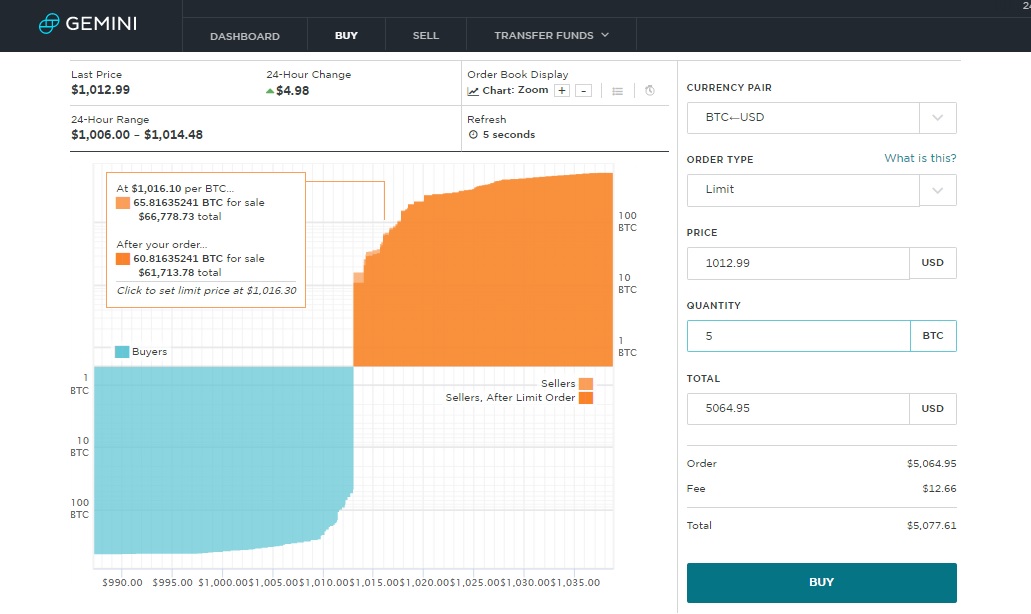 24
GEMINI
DASHBOARD
BUY
SELL
TRANSFER FUNDS
Last Price
$1,012.99
24-Hour Change
$4.98
Order Book Display
Chart: Zoom + -
24-Hour Range
$1,006.00 – $1,014.48
Refresh
5 seconds
At $1,016.10 per BTC...
65.81635241 BTC for sale
$66,778.73 total
After your order...
60.81635241 BTC for sale
$61,713.78 total
Click to set limit price at $1,016.30
Buyers
100
BTC
10
BTC
1
BTC
Sellers
Sellers, After Limit Order
1
BTC
10
BTC
100
BTC
$990.00 $995.00 $1,000.00 $1,005.00 $1,010.00 $1,015.00 $1,020.00 $1,025.00 $1,030.00 $1,035.00
CURRENCY PAIR
BTC←USD
ORDER TYPE
What is this?
Limit
PRICE
1012.99 USD
QUANTITY
5 BTC
TOTAL
5064.95 USD
Order $5,064.95
Fee $12.66
Total $5,077.61
BUY